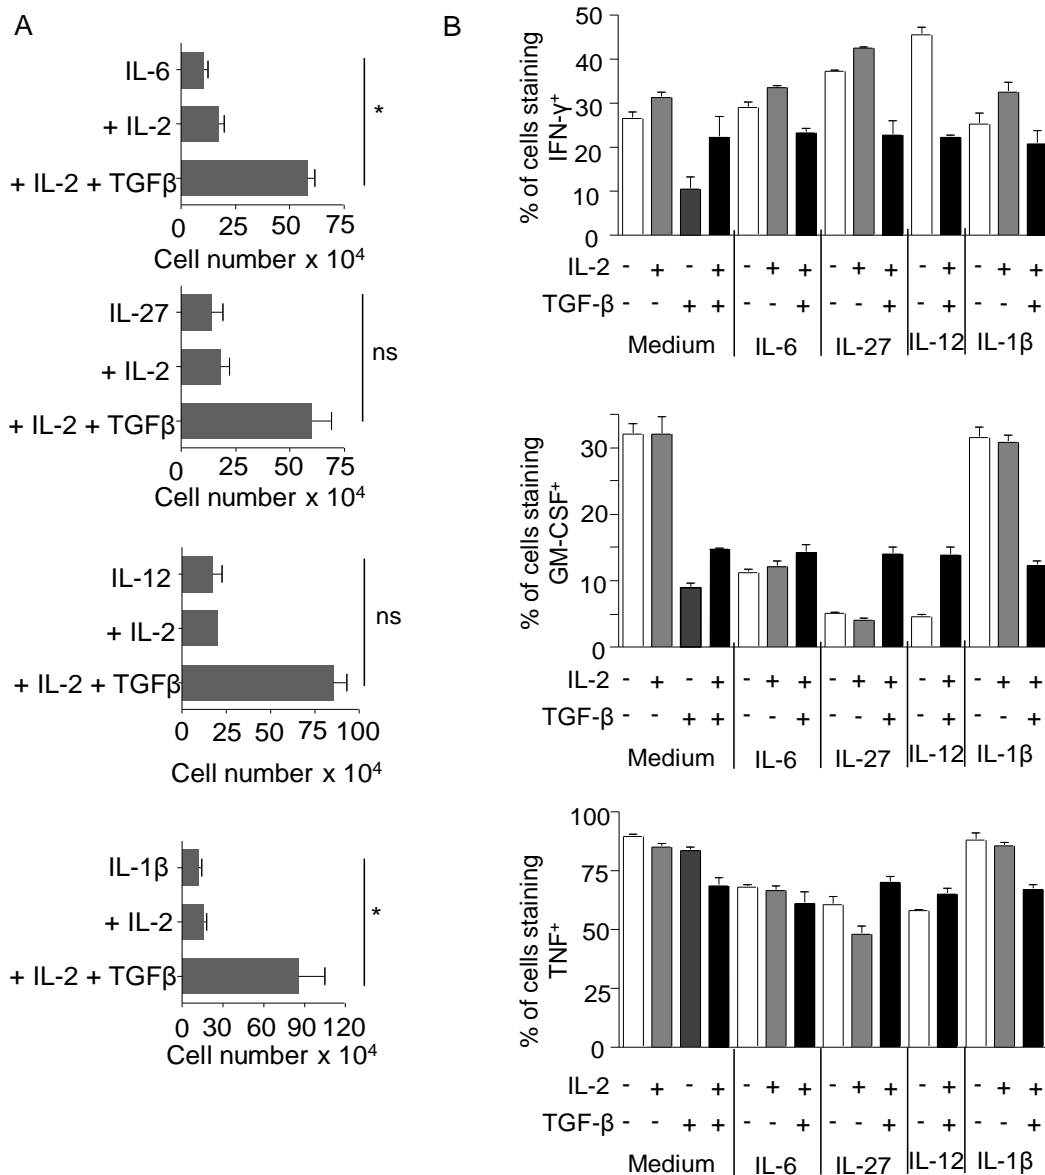 A
IL-6
+ IL-2
+ IL-2 + TGFβ
*
0 25 50 75
Cell number x 10⁴
IL-27
+ IL-2
+ IL-2 + TGFβ
ns
0 25 50 75
Cell number x 10⁴
IL-12
+ IL-2
+ IL-2 + TGFβ
ns
0 25 50 75 100
Cell number x 10⁴
IL-1β
+ IL-2
+ IL-2 + TGFβ
*
0 30 60 90 120
Cell number x 10⁴
B
% of cells staining
IFN-γ⁺
50
40
30
20
10
0
IL-2 - + - + - + + - + + - + - + +
TGF-β - - + + - - + - - + - + - - +
Medium IL-6 IL-27 IL-12 IL-1β
% of cells staining
GM-CSF⁺
30
20
10
0
IL-2 - + - + - + + - + + - + - + +
TGF-β - - + + - - + - - + - + - - +
Medium IL-6 IL-27 IL-12 IL-1β
% of cells staining
TNF⁺
100
75
50
25
0
IL-2 - + - + - + + - + + - + - + +
TGF-β - - + + - - + - - + - + - - +
Medium IL-6 IL-27 IL-12 IL-1β